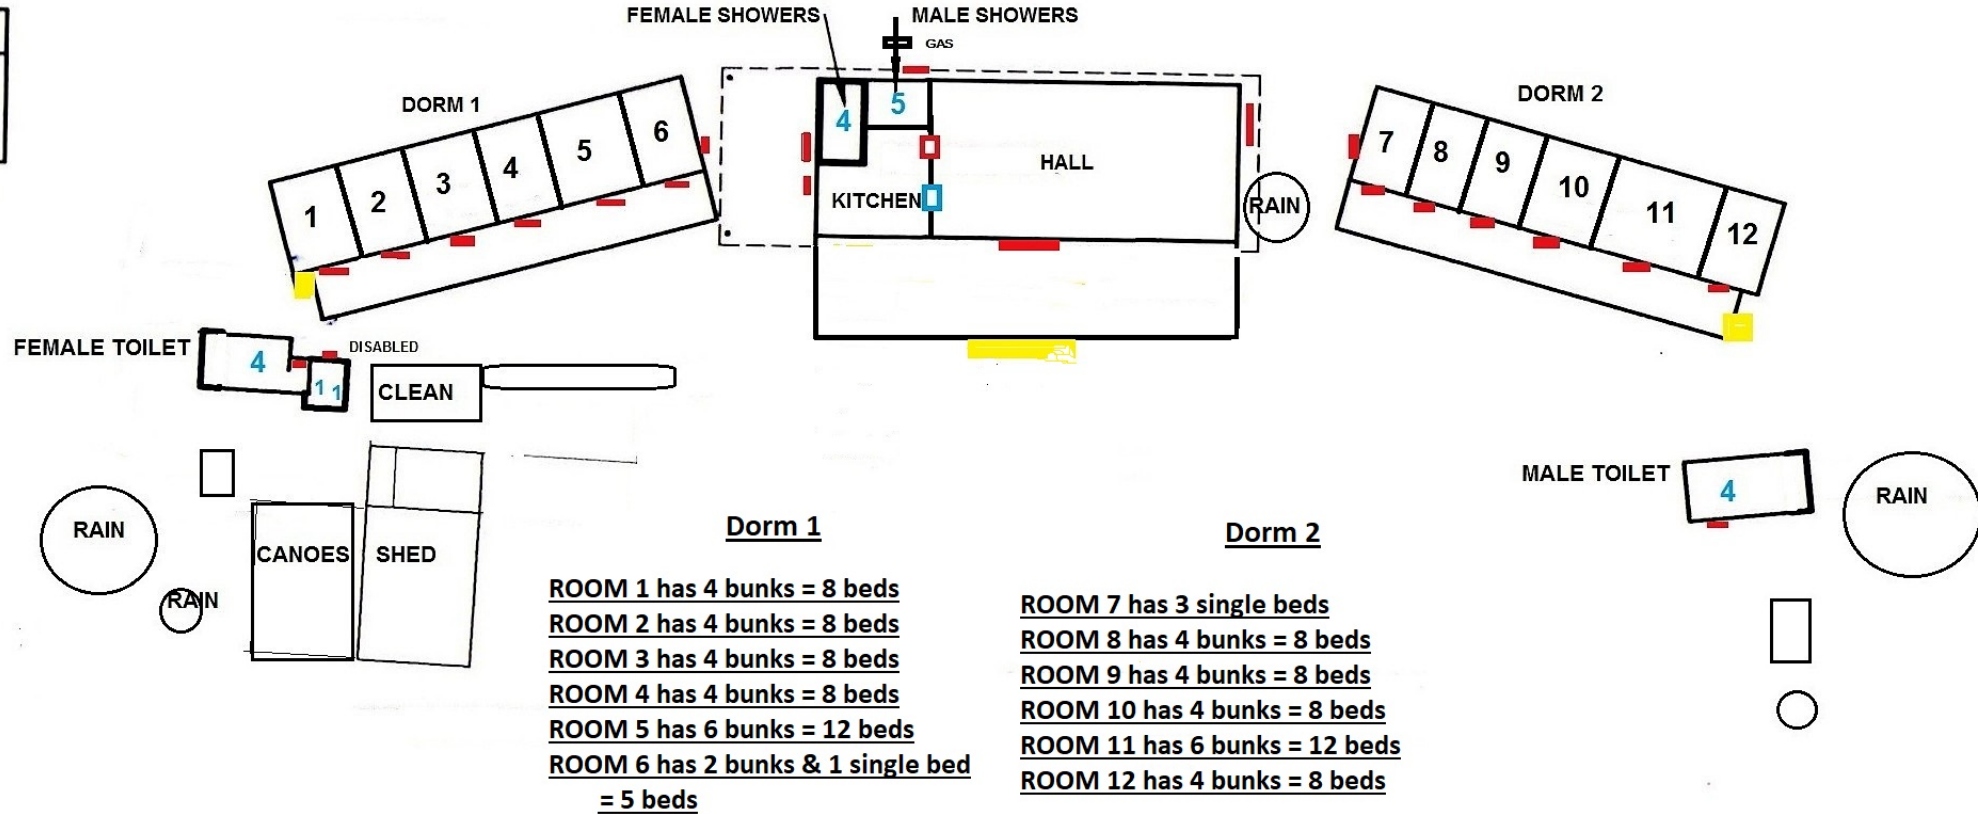 FEMALE SHOWERS
MALE SHOWERS
GAS
DORM 1
DORM 2
1
2
3
4
5
6
4
5
KITCHEN
HALL
RAIN
7
8
9
10
11
12
FEMALE TOILET
4
DISABLED
1 1
CLEAN
MALE TOILET
4
RAIN
RAIN
RAIN
CANOES
SHED
Dorm 1
ROOM 1 has 4 bunks = 8 beds
ROOM 2 has 4 bunks = 8 beds
ROOM 3 has 4 bunks = 8 beds
ROOM 4 has 4 bunks = 8 beds
ROOM 5 has 6 bunks = 12 beds
ROOM 6 has 2 bunks & 1 single bed
= 5 beds
Dorm 2
ROOM 7 has 3 single beds
ROOM 8 has 4 bunks = 8 beds
ROOM 9 has 4 bunks = 8 beds
ROOM 10 has 4 bunks = 8 beds
ROOM 11 has 6 bunks = 12 beds
ROOM 12 has 4 bunks = 8 beds